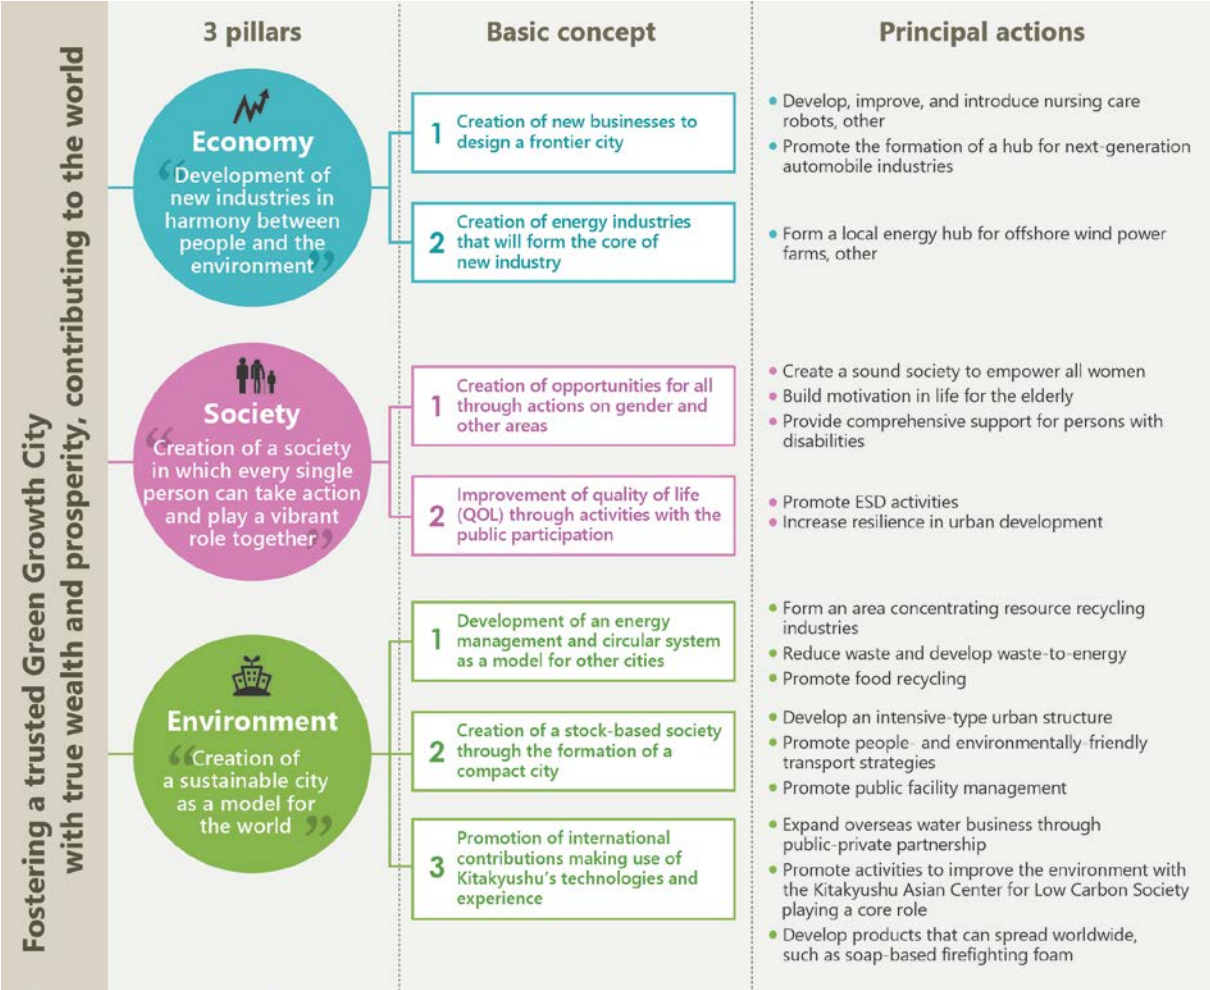 Fostering a trusted Green Growth City
with true wealth and prosperity, contributing to the world
3 pillars
Basic concept
Principal actions
Economy
“Development of
new industries in
harmony between
people and the
environment”
1
Creation of new businesses to
design a frontier city
• Develop, improve, and introduce nursing care
robots, other
• Promote the formation of a hub for next-generation
automobile industries
2
Creation of energy industries
that will form the core of
new industry
• Form a local energy hub for offshore wind power
farms, other
Society
“Creation of a society
in which every single
person can take action
and play a vibrant
role together”
1
Creation of opportunities for all
through actions on gender and
other areas
• Create a sound society to empower all women
• Build motivation in life for the elderly
• Provide comprehensive support for persons with
disabilities
2
Improvement of quality of life
(QOL) through activities with the
public participation
• Promote ESD activities
• Increase resilience in urban development
Environment
“Creation of
a sustainable city
as a model for
the world”
1
Development of an energy
management and circular system
as a model for other cities
• Form an area concentrating resource recycling
industries
• Reduce waste and develop waste-to-energy
• Promote food recycling
2
Creation of a stock-based society
through the formation of a
compact city
• Develop an intensive-type urban structure
• Promote people- and environmentally-friendly
transport strategies
• Promote public facility management
3
Promotion of international
contributions making use of
Kitakyushu’s technologies and
experience
• Expand overseas water business through
public-private partnership
• Promote activities to improve the environment with
the Kitakyushu Asian Center for Low Carbon Society
playing a core role
• Develop products that can spread worldwide,
such as soap-based firefighting foam